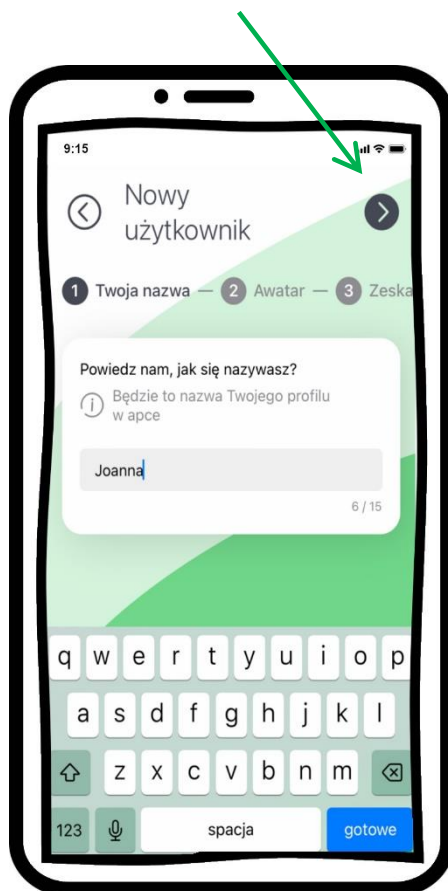 9:15
Nowy
użytkownik
1 Twoja nazwa — 2 Awatar — 3 Zeska
Powiedz nam, jak się nazywasz?
i Będzie to nazwa Twojego profilu
w apce
Joanna
6 / 15
q w e r t y u i o p
a s d f g h j k l
z x c v b n m
123 spacja gotowe